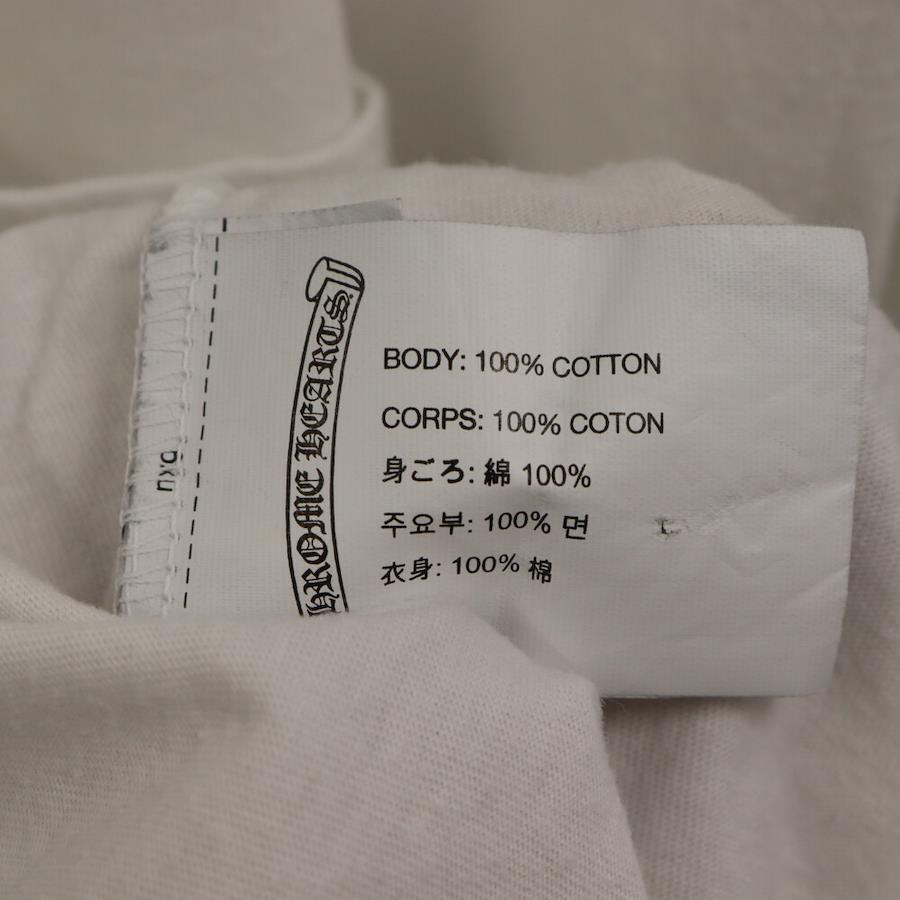 HROME HEARTS
BODY: 100% COTTON
CORPS: 100% COTON
身ごろ: 綿 100%
주요부: 100% 면
衣身: 100% 棉